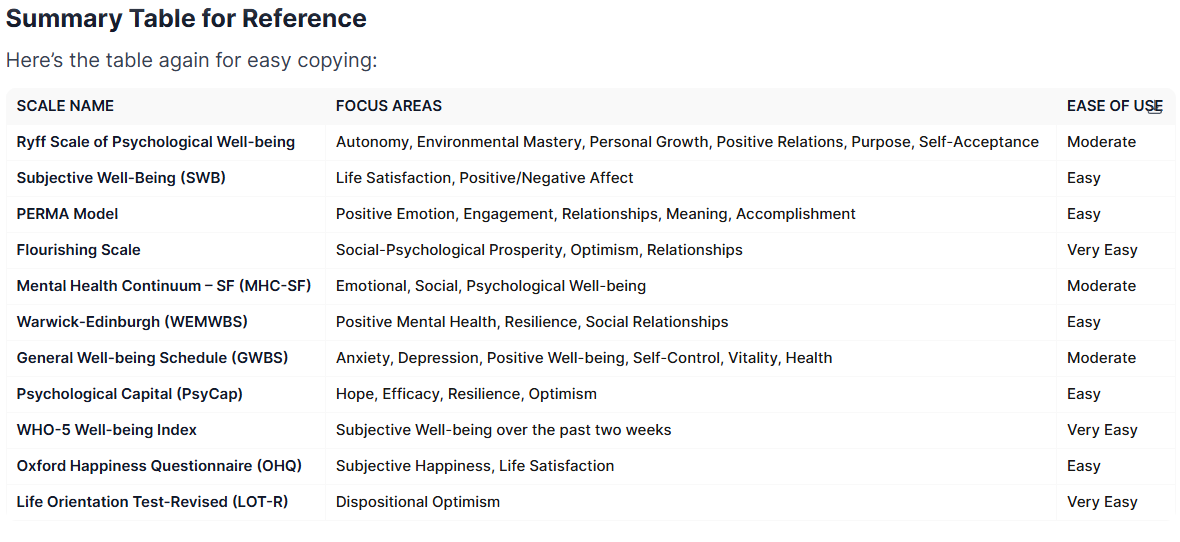 Summary Table for Reference
Here's the table again for easy copying:
SCALE NAME FOCUS AREAS EASE OF USE
Ryff Scale of Psychological Well-being Autonomy, Environmental Mastery, Personal Growth, Positive Relations, Purpose, Self-Acceptance Moderate
Subjective Well-Being (SWB) Life Satisfaction, Positive/Negative Affect Easy
PERMA Model Positive Emotion, Engagement, Relationships, Meaning, Accomplishment Easy
Flourishing Scale Social-Psychological Prosperity, Optimism, Relationships Very Easy
Mental Health Continuum – SF (MHC-SF) Emotional, Social, Psychological Well-being Moderate
Warwick-Edinburgh (WEMWBS) Positive Mental Health, Resilience, Social Relationships Easy
General Well-being Schedule (GWBS) Anxiety, Depression, Positive Well-being, Self-Control, Vitality, Health Moderate
Psychological Capital (PsyCap) Hope, Efficacy, Resilience, Optimism Easy
WHO-5 Well-being Index Subjective Well-being over the past two weeks Very Easy
Oxford Happiness Questionnaire (OHQ) Subjective Happiness, Life Satisfaction Easy
Life Orientation Test-Revised (LOT-R) Dispositional Optimism Very Easy